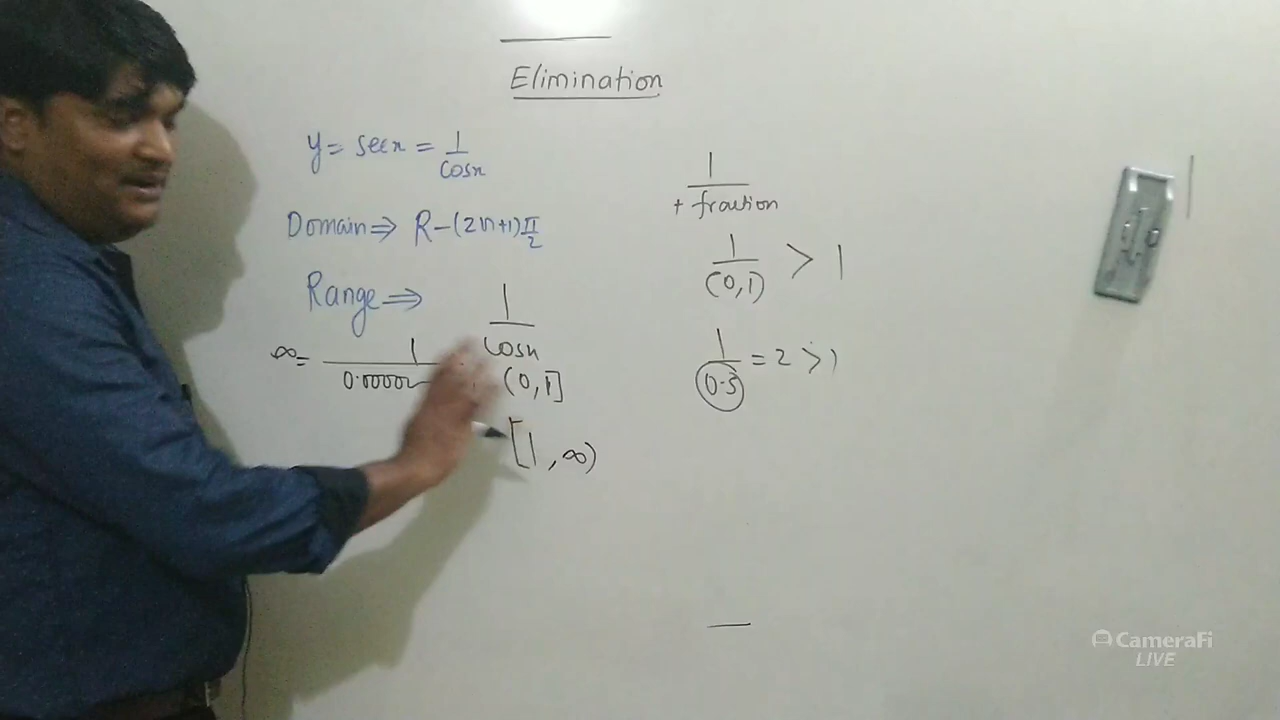 Elimination
y = secx = 1/cosx
Domain ⇒ R-(2n+1)π/2
Range ⇒ 1/cosx
∞ = 1/0.00002
(0,1]
[1,∞)
1/+ fraction
1/(0,1) > 1
1/0.5 = 2 > 1
CameraFi
LIVE